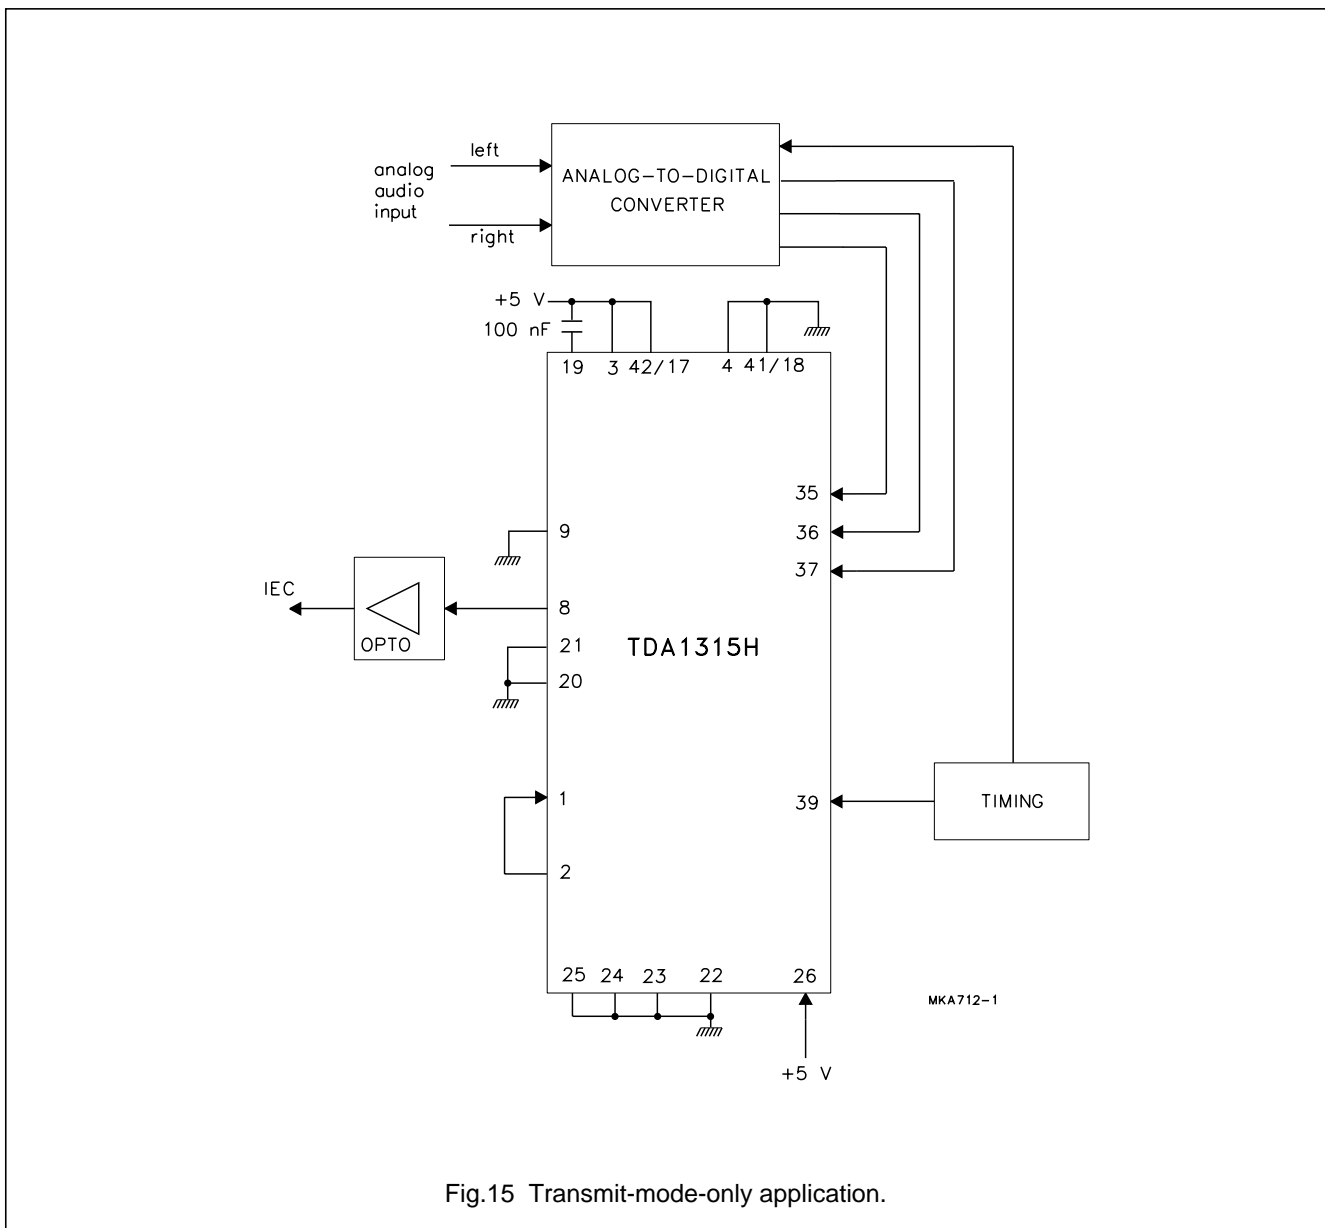 left
analog
audio
input
right
ANALOG-TO-DIGITAL
CONVERTER
+5 V
100 nF
19 3 42/17 4 41/18
35
9
36
37
IEC
8
OPTO
21
TDA1315H
20
1
39
TIMING
2
25 24 23 22 26
MKA712-1
+5 V
Fig.15 Transmit-mode-only application.